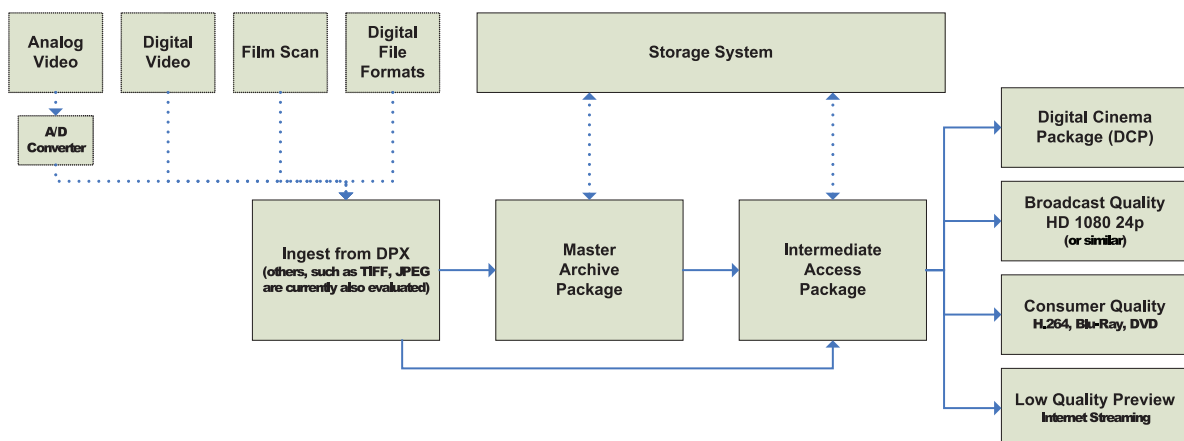 Analog
Video
Digital
Video
Film Scan
Digital
File
Formats
Storage System
A/D
Converter
Digital Cinema
Package (DCP)
Broadcast Quality
HD 1080 24p
(or similar)
Ingest from DPX
(others, such as TIFF, JPEG
are currently also evaluated)
Master
Archive
Package
Intermediate
Access
Package
Consumer Quality
H.264, Blu-Ray, DVD
Low Quality Preview
Internet Streaming